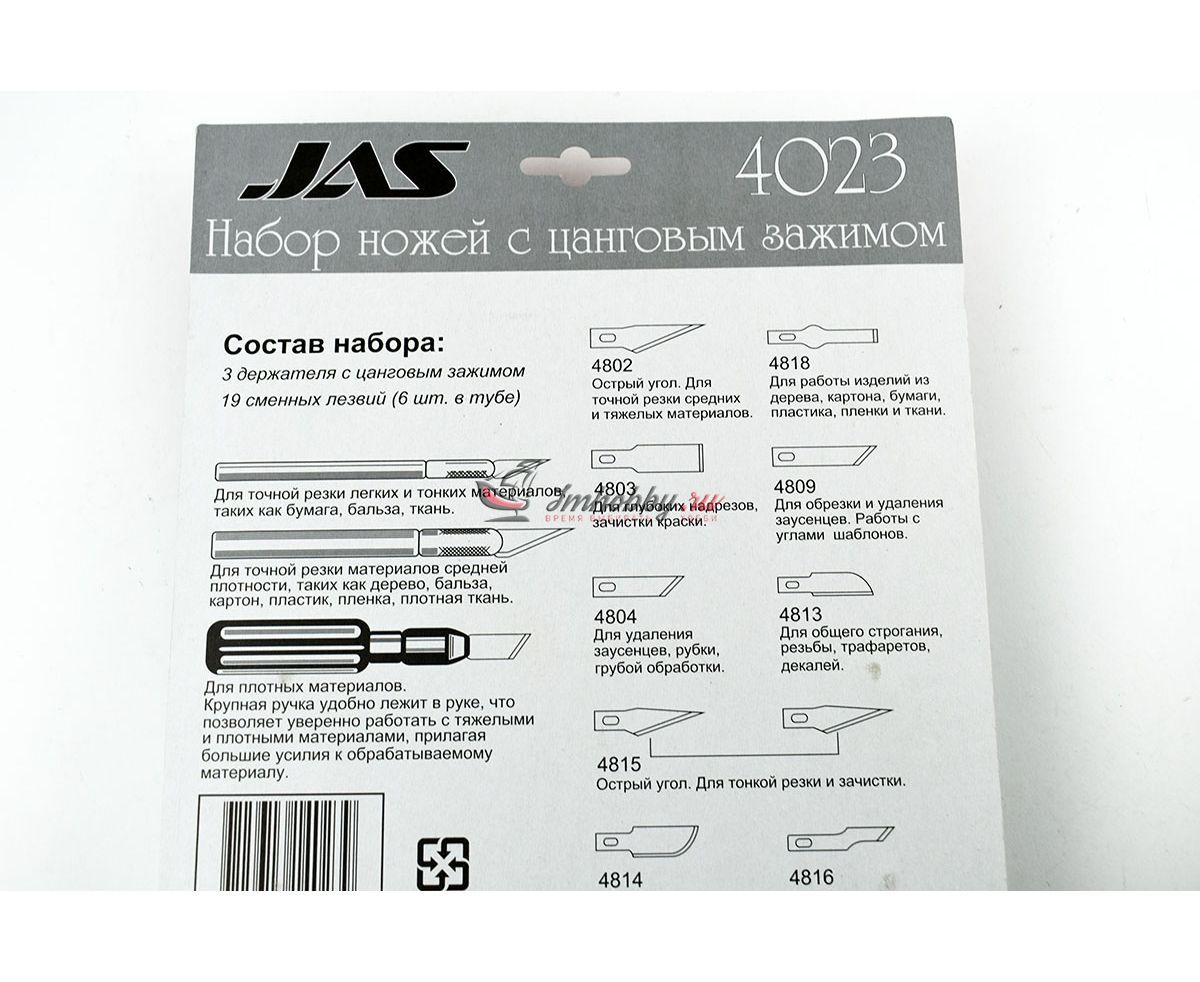 JAS
4023
Набор ножей с цанговым зажимом
Состав набора:
3 держателя с цанговым зажимом
19 сменных лезвий (6 шт. в тубе)
Для точной резки легких и тонких материалов,
таких как бумага, бальза, ткань.
Для точной резки материалов средней
плотности, таких как дерево, бальза,
картон, пластик, пленка, плотная ткань.
Для плотных материалов.
Крупная ручка удобно лежит в руке, что
позволяет уверенно работать с тяжелыми
и плотными материалами, прилагая
большие усилия к обрабатываемому
материалу.
4802
Острый угол. Для
точной резки средних
и тяжелых материалов.
4818
Для работы изделий из
дерева, картона, бумаги,
пластика, пленки и ткани.
4803
Для глубоких надрезов,
зачистки краски.
4809
Для обрезки и удаления
заусенцев. Работы с
углами шаблонов.
4804
Для удаления
заусенцев, рубки,
грубой обработки.
4813
Для общего строгания,
резьбы, трафаретов,
декалей.
4815
Острый угол. Для тонкой резки и зачистки.
4814
4816
dmhobby.ru
ВРЕМЯ ВЫБИРАТЬ ХОББИ